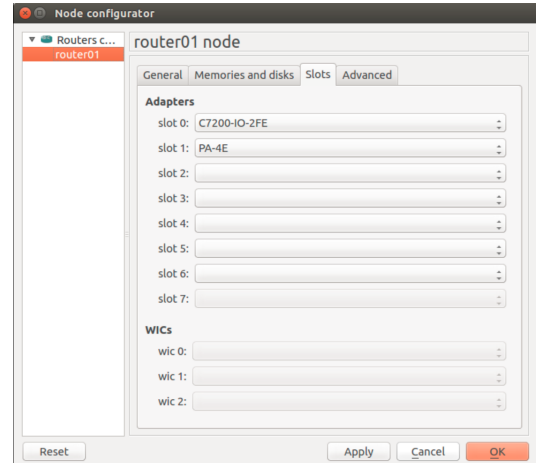 Node configurator
Routers c...
router01
router01 node
General Memories and disks Slots Advanced
Adapters
slot 0: C7200-IO-2FE
slot 1: PA-4E
slot 2:
slot 3:
slot 4:
slot 5:
slot 6:
slot 7:
WICs
wic 0:
wic 1:
wic 2:
Reset Apply Cancel OK